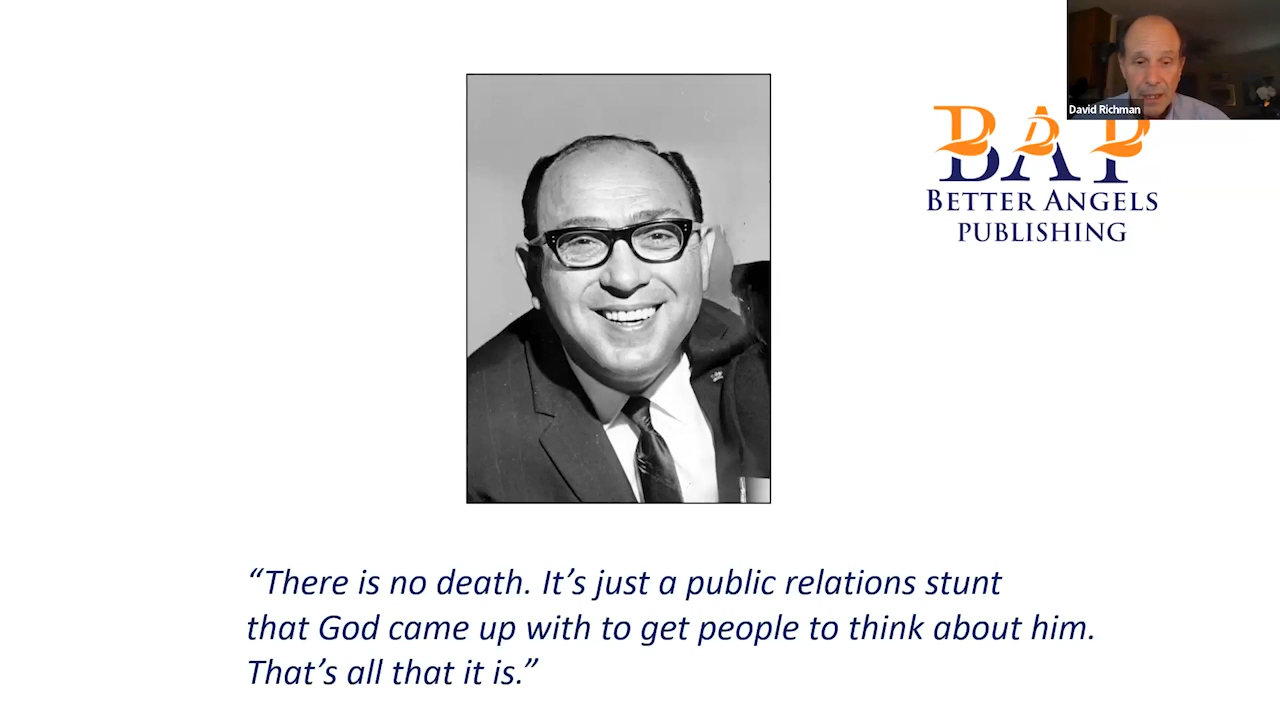 David Richman
BAP
BETTER ANGELS
PUBLISHING
“There is no death. It’s just a public relations stunt
that God came up with to get people to think about him.
That’s all that it is.”